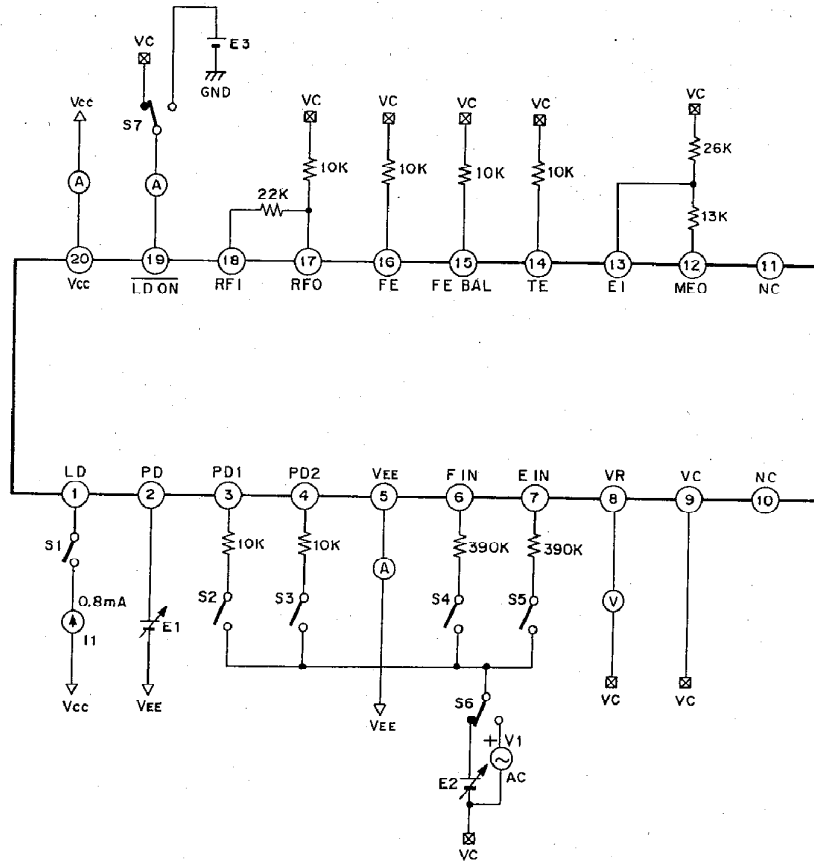 VC
E3
GND
Vcc
S7
VC
VC
VC
VC
VC
A
A
10K
10K
10K
10K
26K
22K
13K
20
19
18
17
16
15
14
13
12
11
Vcc
LD ON
RFI
RFO
FE
FE BAL
TE
EI
MEO
NC
LD
PD
PD1
PD2
VEE
F IN
E IN
VR
VC
NC
1
2
3
4
5
6
7
8
9
10
S1
10K
10K
A
390K
390K
0.8mA
I1
E1
S2
S3
S4
S5
V
Vcc
VEE
VEE
VC
VC
S6
V1
+
E2
AC
VC